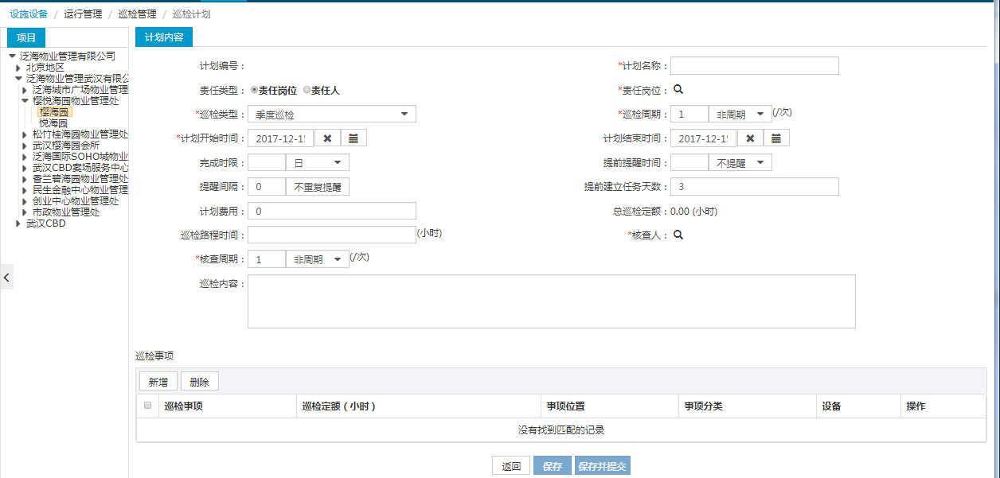 设施设备 / 运行管理 / 巡检管理 / 巡检计划
项目
泛海物业管理有限公司
北京地区
泛海物业管理武汉有限公
泛海城市广场物业管理
樱悦海园物业管理处
樱海园
悦海园
松竹桂海园物业管理处
武汉樱海园会所
泛海国际SOHO城物业
武汉CBD案场服务中心
香兰碧海园物业管理处
民生金融中心物业管理
创业中心物业管理处
市政物业管理处
武汉CBD
计划内容
计划编号：
*计划名称：
责任类型： 责任岗位 责任人
*责任岗位：
*巡检类型： 季度巡检
*巡检周期： 1 非周期 (/次)
*计划开始时间： 2017-12-1
计划结束时间： 2017-12-1
完成时限： 日
提前提醒时间： 不提醒
提醒间隔： 0 不重复提醒
提前建立任务天数： 3
计划费用： 0
总巡检定额：0.00 (小时)
巡检路程时间： (小时)
*核查人：
*核查周期： 1 非周期 (/次)
巡检内容：
巡检事项
新增 删除
巡检事项 巡检定额（小时） 事项位置 事项分类 设备 操作
没有找到匹配的记录
返回 保存 保存并提交